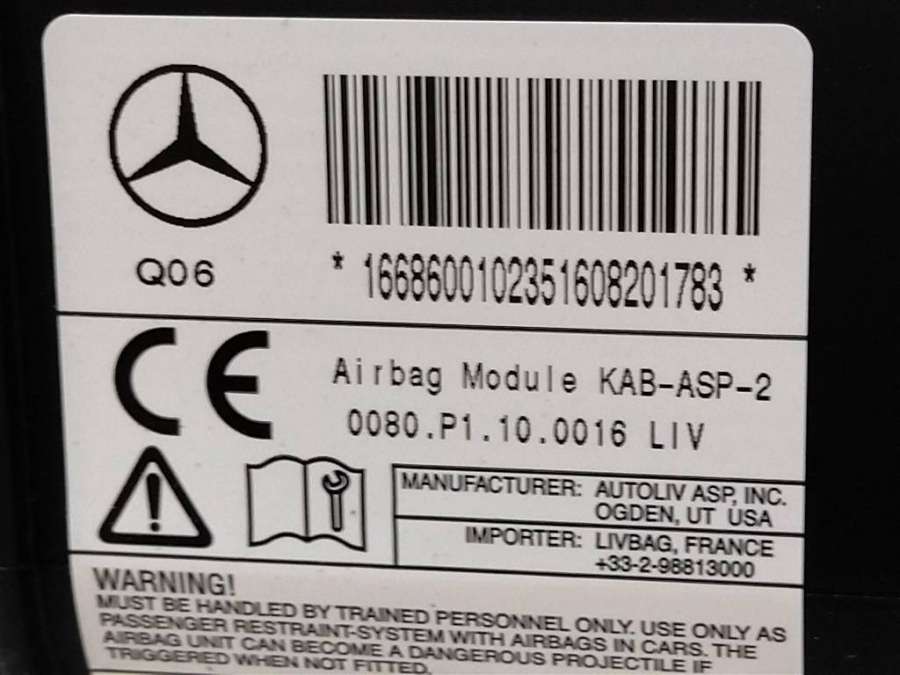 * 1668600102351608201783 *
Q06
CE
Airbag Module KAB-ASP-2
0080.P1.10.0016 LIV
MANUFACTURER: AUTOLIV ASP, INC.
OGDEN, UT USA
IMPORTER: LIVBAG, FRANCE
+33-2-98813000
WARNING!
MUST BE HANDLED BY TRAINED PERSONNEL ONLY. USE ONLY AS
PASSENGER RESTRAINT-SYSTEM WITH AIRBAGS IN CARS. THE
AIRBAG UNIT CAN BECOME A DANGEROUS PROJECTILE IF
TRIGGERED WHEN NOT FITTED.